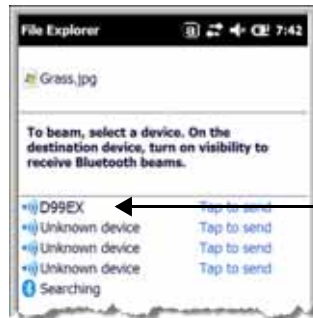 File Explorer 7:42
Grass.jpg
To beam, select a device. On the
destination device, turn on visibility to
receive Bluetooth beams.
D99EX Tap to send
Unknown device Tap to send
Unknown device Tap to send
Unknown device Tap to send
Searching